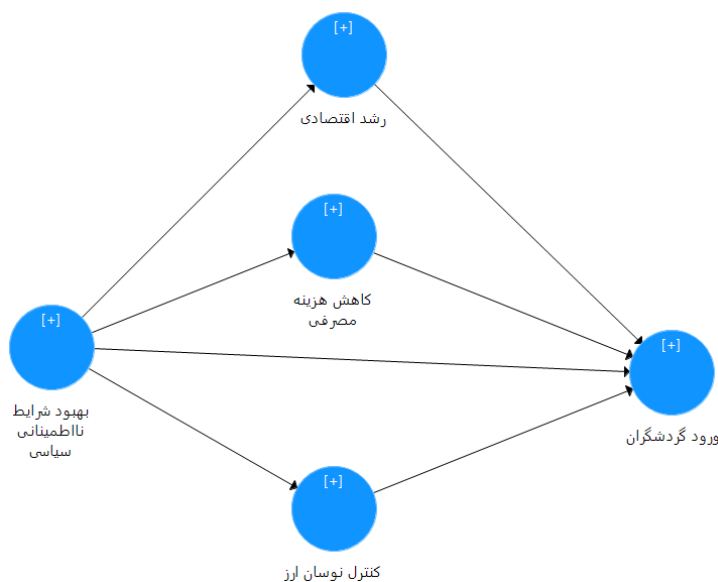 [+]
رشد اقتصادی
[+]
کاهش هزینه
مصرفی
[+]
بهبود شرایط
نااطمینانی
سیاسی
[+]
ورود گردشگران
[+]
کنترل نوسان ارز